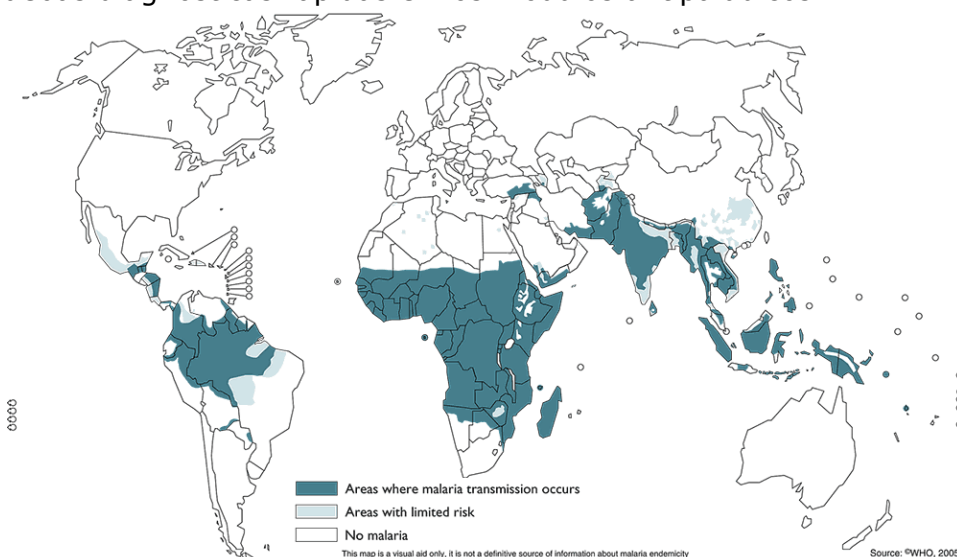 Areas where malaria transmission occurs
Areas with limited risk
No malaria
This map is a visual aid only, it is not a definitive source of information about malaria endemicity
Source: ©WHO, 2005